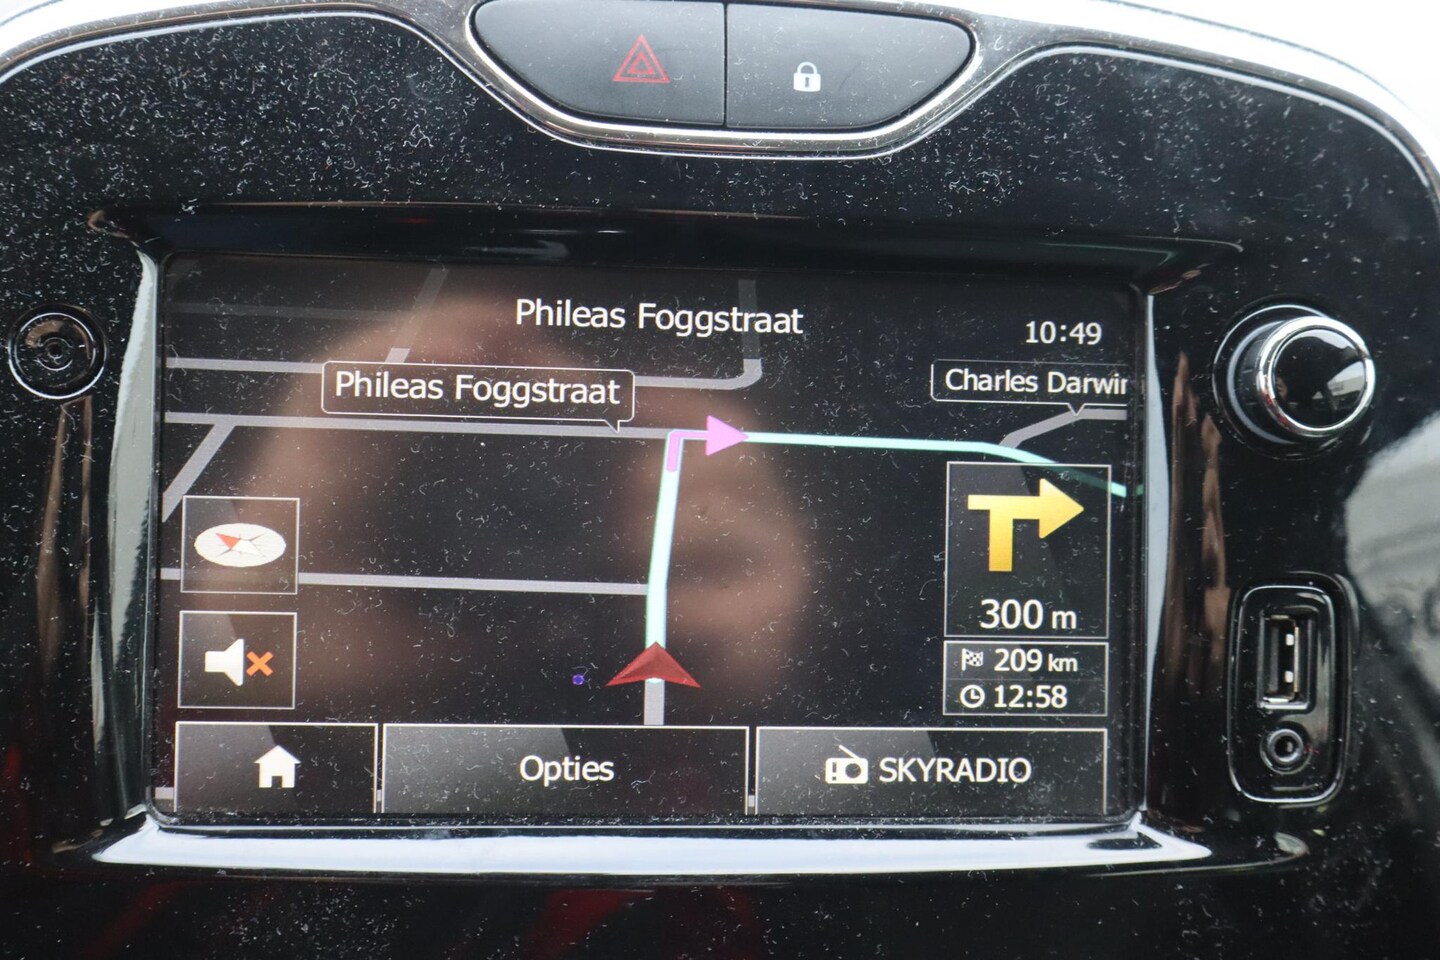 Phileas Foggstraat
10:49
Phileas Foggstraat
Charles Darwin
300 m
209 km
12:58
Opties
SKYRADIO